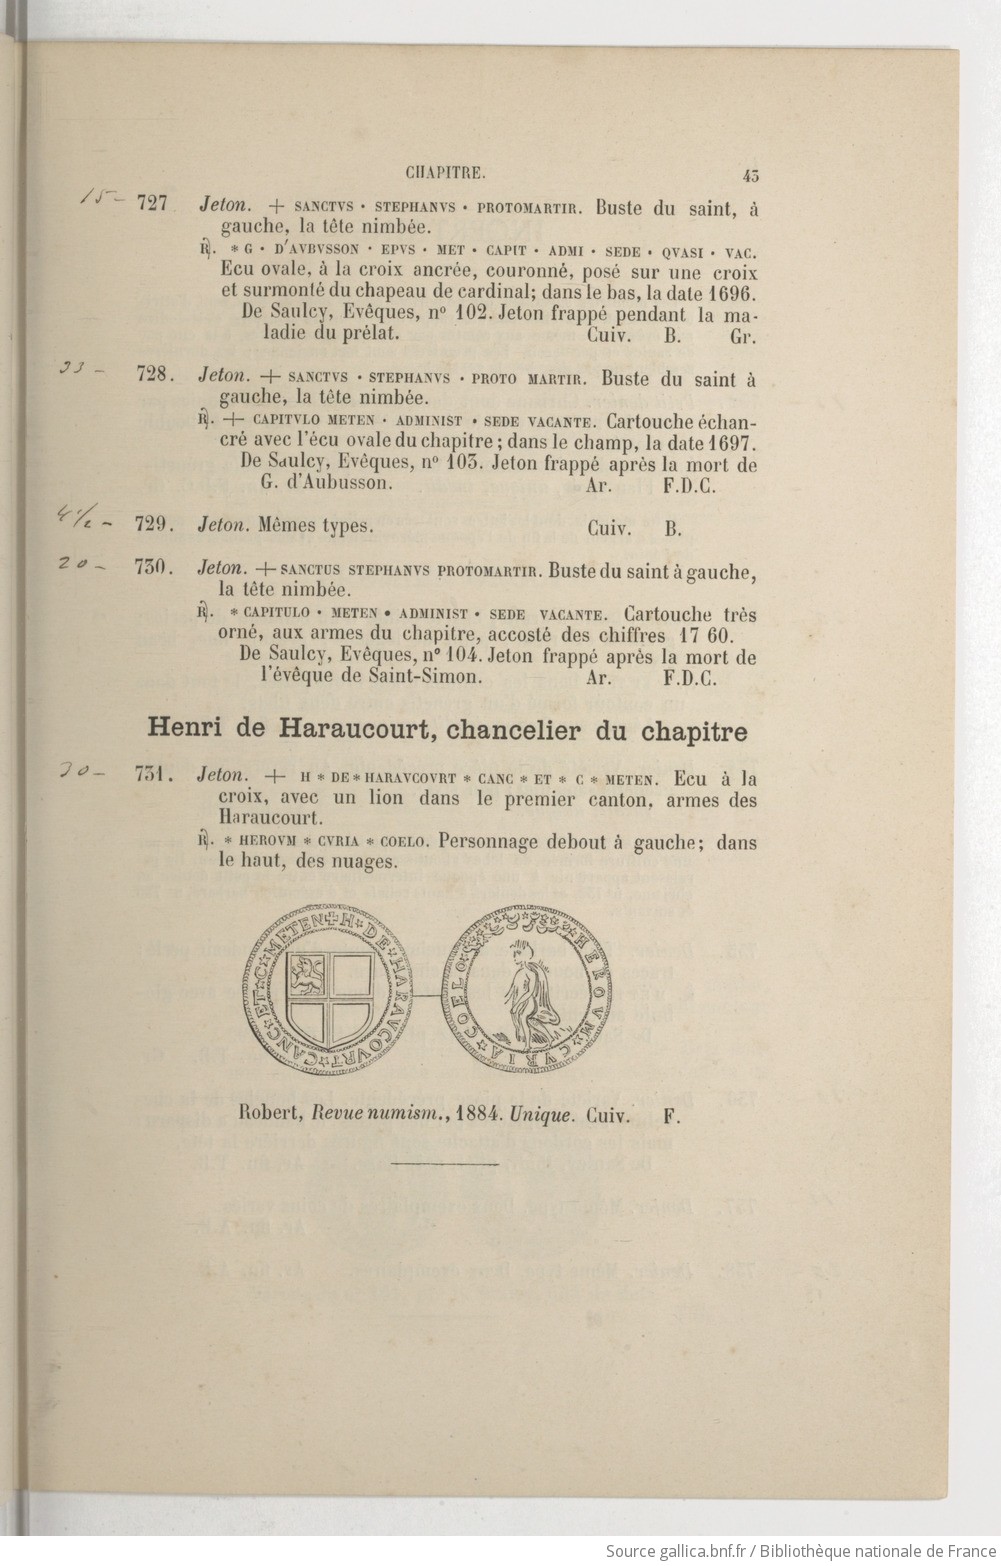 CHAPITRE. 43
15 – 727 Jeton. + SANCTVS · STEPHANVS · PROTOMARTIR. Buste du saint, à
gauche, la tête nimbée.
℟. * G · D'AVBVSSON · EPVS · MET · CAPIT · ADMI · SEDE · QVASI · VAC.
Ecu ovale, à la croix ancrée, couronné, posé sur une croix
et surmonté du chapeau de cardinal; dans le bas, la date 1696.
De Saulcy, Evêques, nº 102. Jeton frappé pendant la ma-
ladie du prélat. Cuiv. B. Gr.
33 – 728. Jeton. + SANCTVS · STEPHANVS · PROTO MARTIR. Buste du saint à
gauche, la tête nimbée.
℟. + CAPITVLO METEN · ADMINIST · SEDE VACANTE. Cartouche échan-
cré avec l'écu ovale du chapitre; dans le champ, la date 1697.
De Saulcy, Evêques, nº 103. Jeton frappé après la mort de
G. d'Aubusson. Ar. F.D.C.
4 1/2 – 729. Jeton. Mêmes types. Cuiv. B.
20 – 730. Jeton. + SANCTUS STEPHANVS PROTOMARTIR. Buste du saint à gauche,
la tête nimbée.
℟. * CAPITULO · METEN • ADMINIST · SEDE VACANTE. Cartouche très
orné, aux armes du chapitre, accosté des chiffres 17 60.
De Saulcy, Evêques, nº 104. Jeton frappé après la mort de
l'évêque de Saint-Simon. Ar. F.D.C.
Henri de Haraucourt, chancelier du chapitre
30 – 731. Jeton. + H * DE * HARAVCOVRT * CANC * ET * C * METEN. Ecu à la
croix, avec un lion dans le premier canton, armes des
Haraucourt.
℟. * HEROVM * CVRIA * COELO. Personnage debout à gauche; dans
le haut, des nuages.
+H*DE*HARAVCOVRT*CANC*ET*C*METEN
*HEROVM*CVRIA*COELO*
Robert, Revue numism., 1884. Unique. Cuiv. F.
Source gallica.bnf.fr / Bibliothèque nationale de France